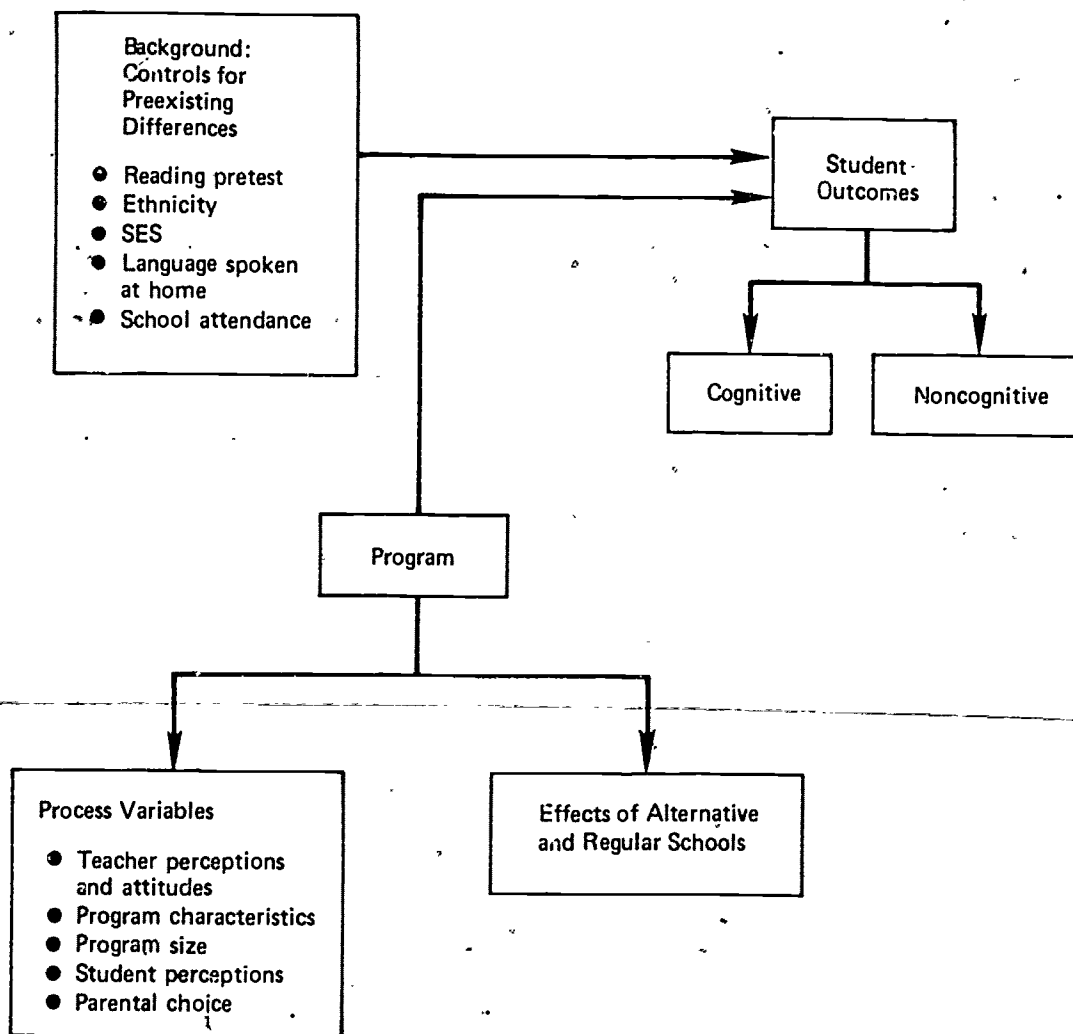 Background:
Controls for
Preexisting
Differences
● Reading pretest
● Ethnicity
● SES
● Language spoken
at home
● School attendance
Student
Outcomes
Cognitive
Noncognitive
Program
Process Variables
● Teacher perceptions
and attitudes
● Program characteristics
● Program size
● Student perceptions
● Parental choice
Effects of Alternative
and Regular Schools